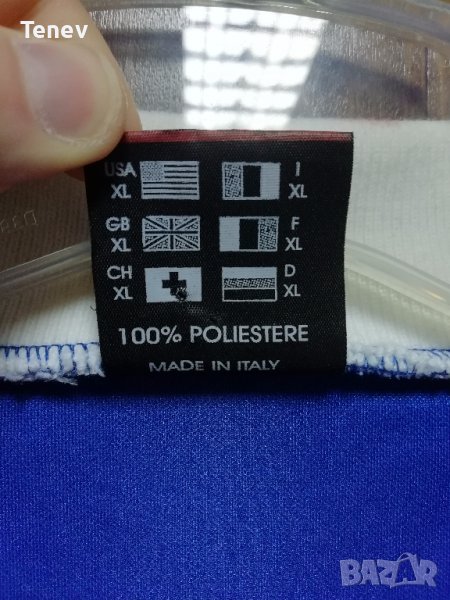 Tenev
USA XL I XL
GB XL F XL
CH XL D XL
100% POLIESTERE
MADE IN ITALY
BAZAR